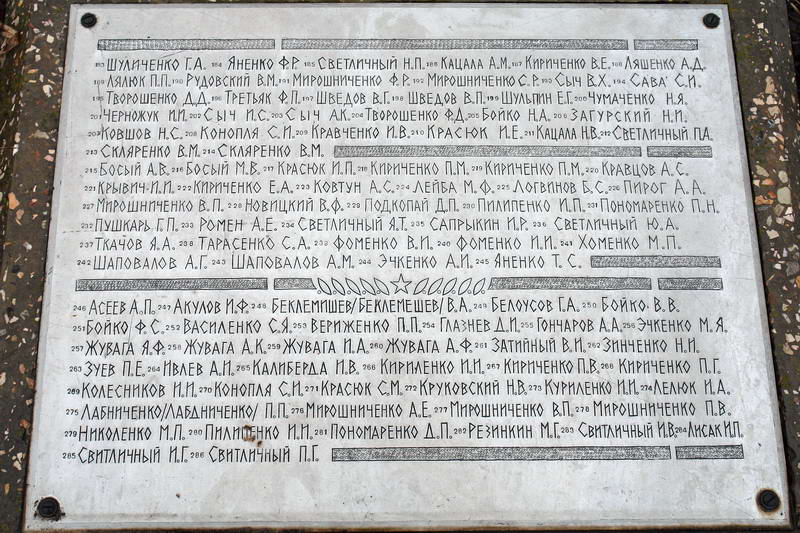 183 ШУЛИЧЕНКО Г.А. 184 ЯНЕНКО Ф.Р. 185 СВЕТЛИЧНЫЙ Н.П. 186 КАЦАЛА А.М. 187 КИРИЧЕНКО В.Е. 188 ЛЯШЕНКО А.Д.
189 ЛЯЛЮК П.П. 190 РУДОВСКИЙ В.М. 191 МИРОШНИЧЕНКО Ф.Р. 192 МИРОШНИЧЕНКО С.Р. 193 СЫЧ В.Х. 194 САВА С.И.
195 ТВОРОШЕНКО Д.Д. 196 ТРЕТЬЯК Ф.П. 197 ШВЕДОВ В.Г. 198 ШВЕДОВ В.П. 199 ШУЛЬПИН Е.Г. 200 ЧУМАЧЕНКО Н.Я.
201 ЧЕРНОЖУК И.И. 202 СЫЧ И.С. 203 СЫЧ А.К. 204 ТВОРОШЕНКО Ф.Д. 205 БОЙКО Н.А. 206 ЗАГУРСКИЙ Н.И.
207 КОВШОВ Н.С. 208 КОНОПЛЯ С.И. 209 КРАВЧЕНКО И.В. 210 КРАСЮК И.Е. 211 КАЦАЛА Н.В. 212 СВЕТЛИЧНЫЙ П.А.
213 СКЛЯРЕНКО В.М. 214 СКЛЯРЕНКО В.М.
215 БОСЫЙ А.В. 216 БОСЫЙ М.В. 217 КРАСЮК И.П. 218 КИРИЧЕНКО П.М. 219 КИРИЧЕНКО П.М. 220 КРАВЦОВ А.С.
221 КРЫВИЧ И.И. 222 КИРИЧЕНКО Е.А. 223 КОВТУН А.С. 224 ЛЕЙБА М.Ф. 225 ЛОГВИНОВ Б.С. 226 ПИРОГ А.А.
227 МИРОШНИЧЕНКО В.П. 228 НОВИЦКИЙ В.Ф. 229 ПОДКОПАЙ Д.П. 230 ПИЛИПЕНКО И.П. 231 ПОНОМАРЕНКО П.Н.
232 ПУШКАРЬ Г.П. 233 РОМЕН А.Е. 234 СВЕТЛИЧНЫЙ Я.Т. 235 САПРЫКИН И.Р. 236 СВЕТЛИЧНЫЙ Ю.А.
237 ТКАЧОВ Я.А. 238 ТАРАСЕНКО С.А. 239 ФОМЕНКО В.И. 240 ФОМЕНКО И.И. 241 ХОМЕНКО М.П.
242 ШАПОВАЛОВ А.Г. 243 ШАПОВАЛОВ А.М. 244 ЭЧКЕНКО А.И. 245 ЯНЕНКО Т.С.
246 АСЕЕВ А.П. 247 АКУЛОВ И.Ф. 248 БЕКЛЕМИШЕВ/БЕКЛЕМЕШЕВ/ В.А. 249 БЕЛОУСОВ Г.А. 250 БОЙКО В.В.
251 БОЙКО Ф.С. 252 ВАСИЛЕНКО С.Я. 253 ВЕРИЖЕНКО П.П. 254 ГЛАЗНЕВ Д.И. 255 ГОНЧАРОВ А.А. 256 ЭЧКЕНКО М.Я.
257 ЖУВАГА Я.Ф. 258 ЖУВАГА А.К. 259 ЖУВАГА И.А. 260 ЖУВАГА А.Ф. 261 ЗАТИЙНЫЙ В.И. 262 ЗИНЧЕНКО Н.И.
263 ЗУЕВ П.Е. 264 ИВЛЕВ А.И. 265 КАЛИБЕРДА И.В. 266 КИРИЛЕНКО И.И. 267 КИРИЧЕНКО П.В. 268 КИРИЧЕНКО П.Г.
269 КОЛЕСНИКОВ И.И. 270 КОНОПЛЯ С.И. 271 КРАСЮК С.М. 272 КРУКОВСКИЙ Н.В. 273 КУРИЛЕНКО И.И. 274 ЛЕЛЮК И.А.
275 ЛАБНИЧЕНКО/ЛАБДНИЧЕНКО/ П.П. 276 МИРОШНИЧЕНКО А.Е. 277 МИРОШНИЧЕНКО В.П. 278 МИРОШНИЧЕНКО П.В.
279 НИКОЛЕНКО М.П. 280 ПИЛИПЕНКО И.И. 281 ПОНОМАРЕНКО Д.П. 282 РЕЗИНКИН М.Г. 283 СВИТЛИЧНЫЙ И.В. 284 ЛИСАК И.П.
285 СВИТЛИЧНЫЙ И.Г. 286 СВИТЛИЧНЫЙ П.Г.